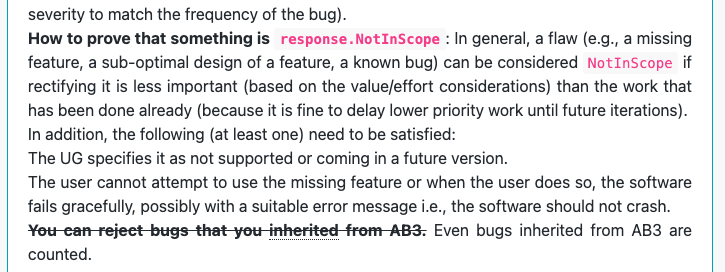 severity to match the frequency of the bug).
How to prove that something is response.NotInScope : In general, a flaw (e.g., a missing
feature, a sub-optimal design of a feature, a known bug) can be considered NotInScope if
rectifying it is less important (based on the value/effort considerations) than the work that
has been done already (because it is fine to delay lower priority work until future iterations).
In addition, the following (at least one) need to be satisfied:
The UG specifies it as not supported or coming in a future version.
The user cannot attempt to use the missing feature or when the user does so, the software
fails gracefully, possibly with a suitable error message i.e., the software should not crash.
You can reject bugs that you inherited from AB3. Even bugs inherited from AB3 are
counted.